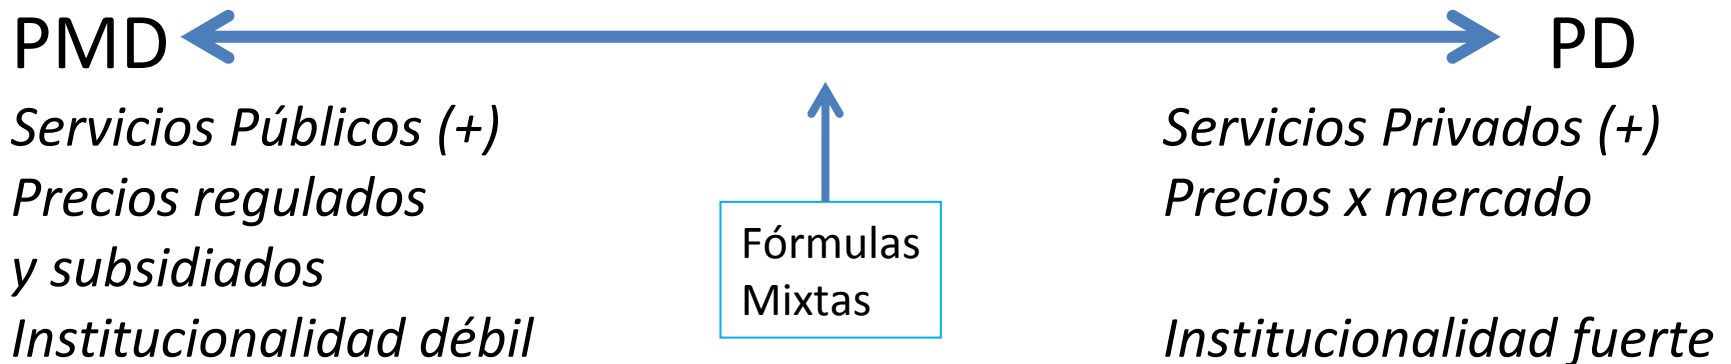 PMD
PD
Servicios Públicos (+)
Precios regulados
y subsidiados
Institucionalidad débil
Fórmulas
Mixtas
Servicios Privados (+)
Precios x mercado
Institucionalidad fuerte